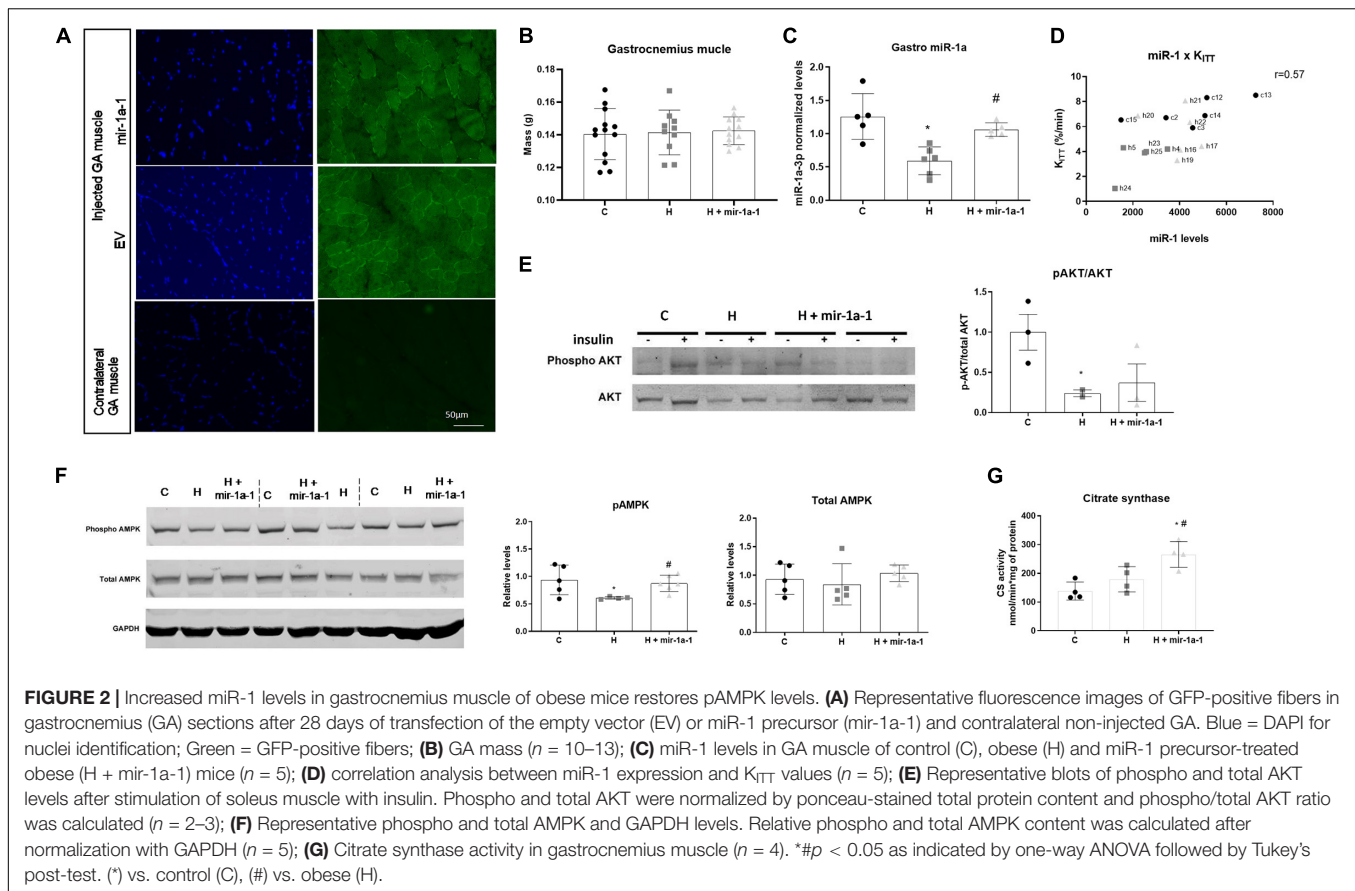 A
Injected GA muscle
mir-1a-1
EV
Contralateral
GA muscle
50µm
B
Gastrocnemius mucle
Mass (g)
0.18
0.16
0.14
0.12
0.10
C
H
H + mir-1a-1
C
Gastro miR-1a
miR-1a-3p normalized levels
2.0
1.5
1.0
0.5
0.0
*
#
C
H
H + mir-1a-1
D
miR-1 x KITT
r=0.57
KITT (%/min)
10
8
6
4
2
0
c15
h20
c2
h21
c12
c13
c14
h22
c3
h5
h23
h25
h4
h16
h17
h19
h24
2000
4000
6000
8000
miR-1 levels
E
C
H
H + mir-1a-1
insulin
- + - + - + - +
Phospho AKT
AKT
pAKT/AKT
p-AKT/total AKT
1.5
1.0
0.5
0.0
*
C
H
H + mir-1a-1
F
C
H
H +
mir-1a-1
C
H +
mir-1a-1
H
C
H
H +
mir-1a-1
Phospho AMPK
Total AMPK
GAPDH
pAMPK
Relative levels
2.0
1.5
1.0
0.5
0.0
*
#
C
H
H + mir-1a-1
Total AMPK
Relative levels
2.0
1.5
1.0
0.5
0.0
C
H
H + mir-1a-1
G
Citrate synthase
CS activity
nmol/min*mg of protein
400
300
200
100
0
* #
C
H
H + mir-1a-1
FIGURE 2 | Increased miR-1 levels in gastrocnemius muscle of obese mice restores pAMPK levels. (A) Representative fluorescence images of GFP-positive fibers in
gastrocnemius (GA) sections after 28 days of transfection of the empty vector (EV) or miR-1 precursor (mir-1a-1) and contralateral non-injected GA. Blue = DAPI for
nuclei identification; Green = GFP-positive fibers; (B) GA mass (n = 10–13); (C) miR-1 levels in GA muscle of control (C), obese (H) and miR-1 precursor-treated
obese (H + mir-1a-1) mice (n = 5); (D) correlation analysis between miR-1 expression and KITT values (n = 5); (E) Representative blots of phospho and total AKT
levels after stimulation of soleus muscle with insulin. Phospho and total AKT were normalized by ponceau-stained total protein content and phospho/total AKT ratio
was calculated (n = 2–3); (F) Representative phospho and total AMPK and GAPDH levels. Relative phospho and total AMPK content was calculated after
normalization with GAPDH (n = 5); (G) Citrate synthase activity in gastrocnemius muscle (n = 4). *#p < 0.05 as indicated by one-way ANOVA followed by Tukey's
post-test. (*) vs. control (C), (#) vs. obese (H).